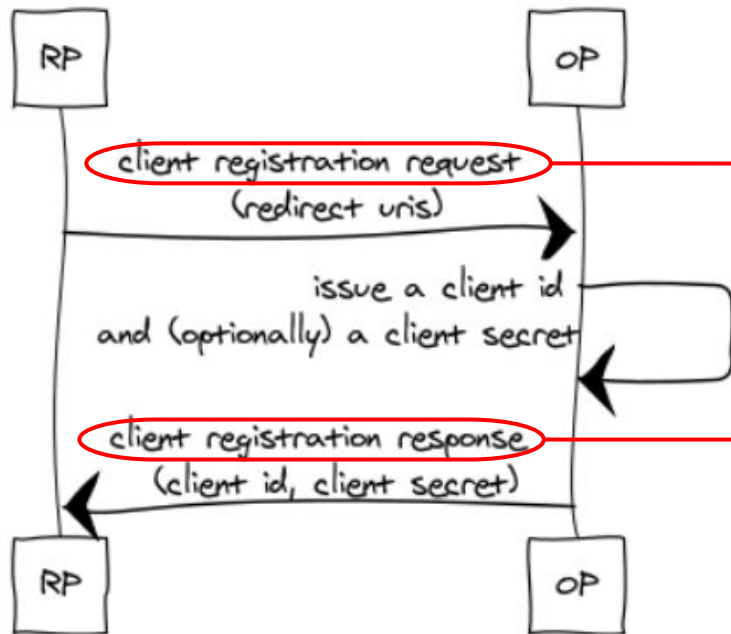 RP
OP
client registration request
(redirect uris)
issue a client id
and (optionally) a client secret
client registration response
(client id, client secret)
RP
OP